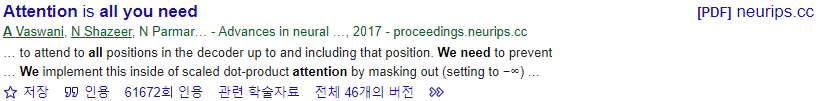 Attention is all you need
[PDF] neurips.cc
A Vaswani, N Shazeer, N Parmar… - Advances in neural …, 2017 - proceedings.neurips.cc
… to attend to all positions in the decoder up to and including that position. We need to prevent
… We implement this inside of scaled dot-product attention by masking out (setting to −∞) …
저장 인용 61672회 인용 관련 학술자료 전체 46개의 버전